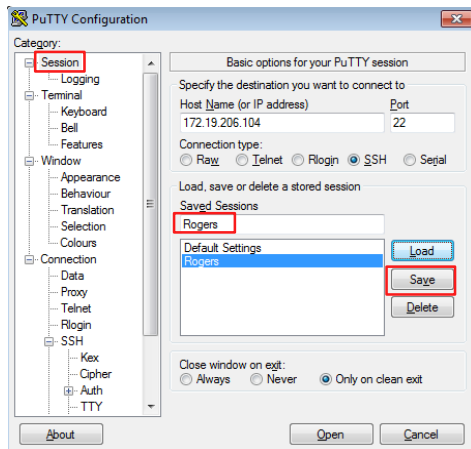 PuTTY Configuration
Category:
Session
Logging
Terminal
Keyboard
Bell
Features
Window
Appearance
Behaviour
Translation
Selection
Colours
Connection
Data
Proxy
Telnet
Rlogin
SSH
Kex
Cipher
Auth
TTY
Basic options for your PuTTY session
Specify the destination you want to connect to
Host Name (or IP address) Port
172.19.206.104 22
Connection type:
Raw Telnet Rlogin SSH Serial
Load, save or delete a stored session
Saved Sessions
Rogers
Default Settings
Rogers
Load
Save
Delete
Close window on exit:
Always Never Only on clean exit
About Open Cancel